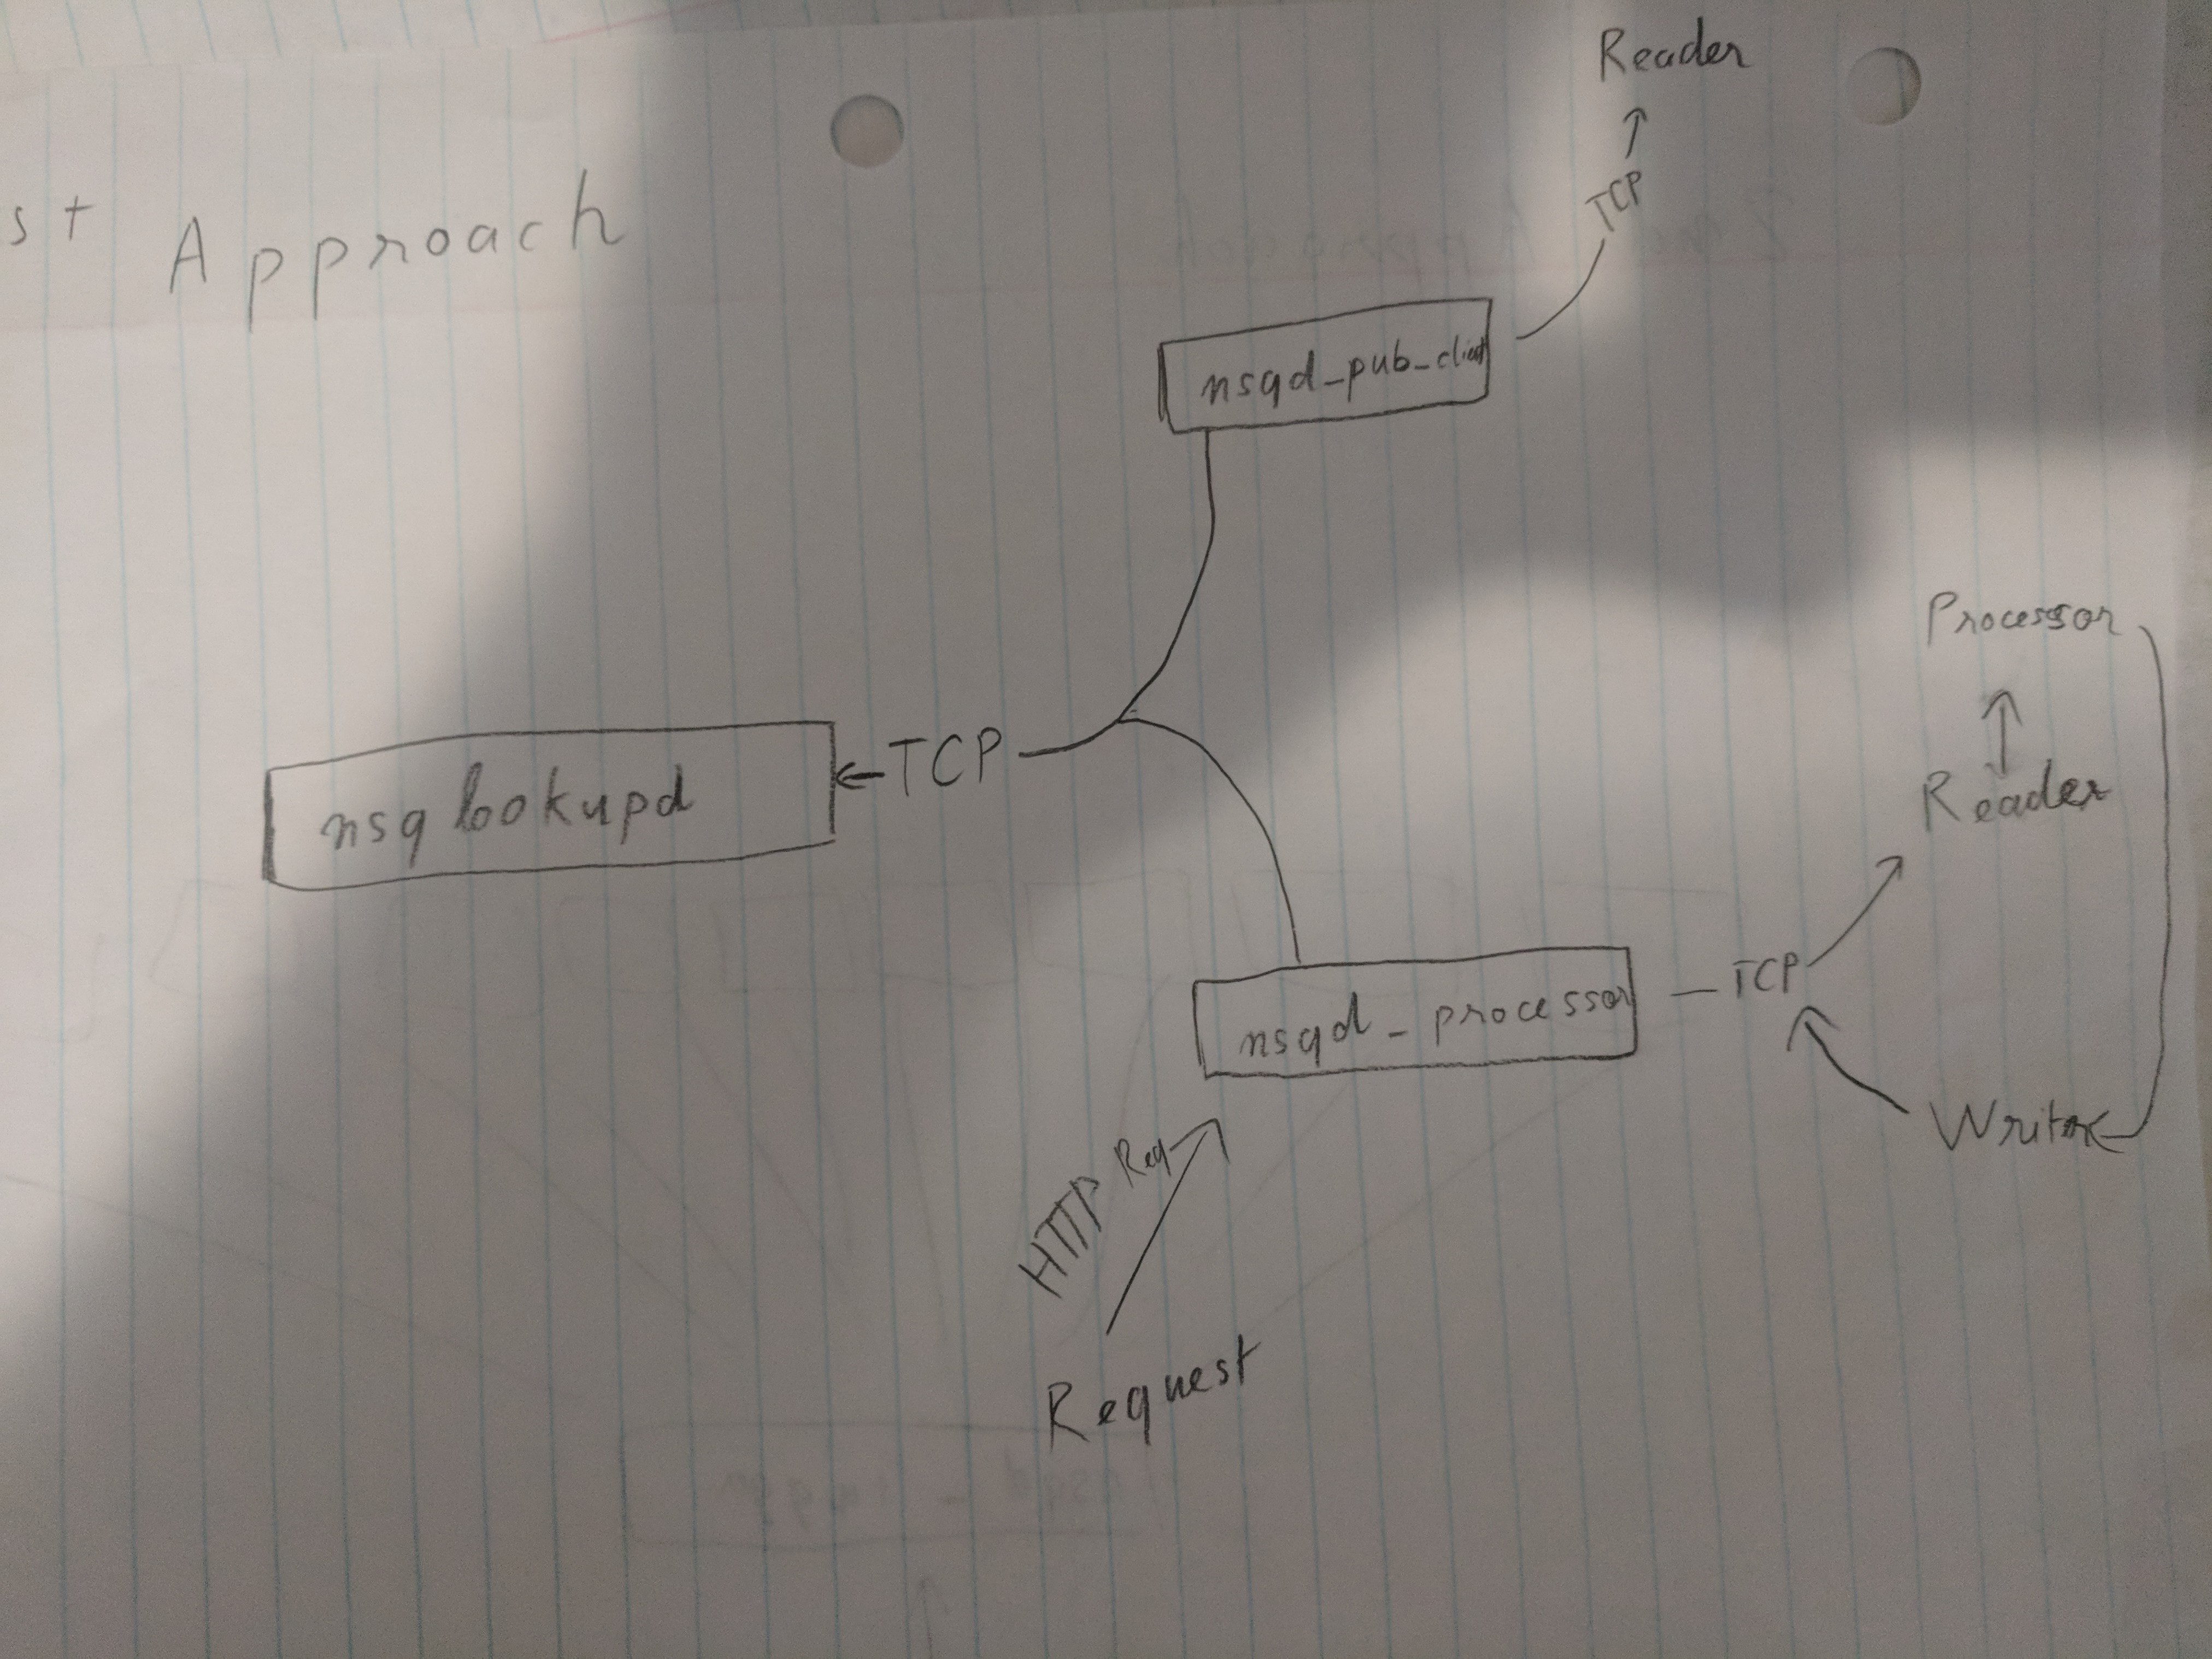 st Approach
Reader
TCP
nsqd_pub_client
Processor
nsqlookupd
TCP
Reader
TCP
nsqd_processor
Writer
HTTP Req
Request